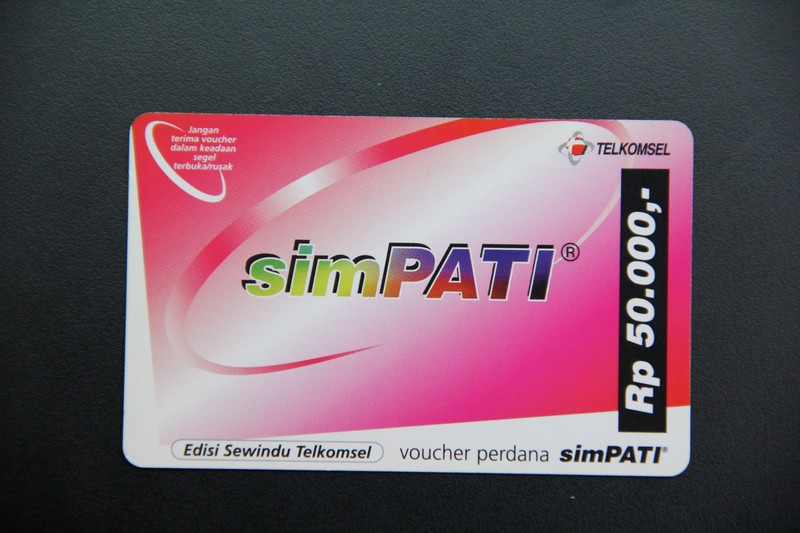 Jangan
terima voucher
dalam keadaan
segel
terbuka/rusak
TELKOMSEL
simPATI®
Rp 50.000,-
Edisi Sewindu Telkomsel
voucher perdana simPATI®